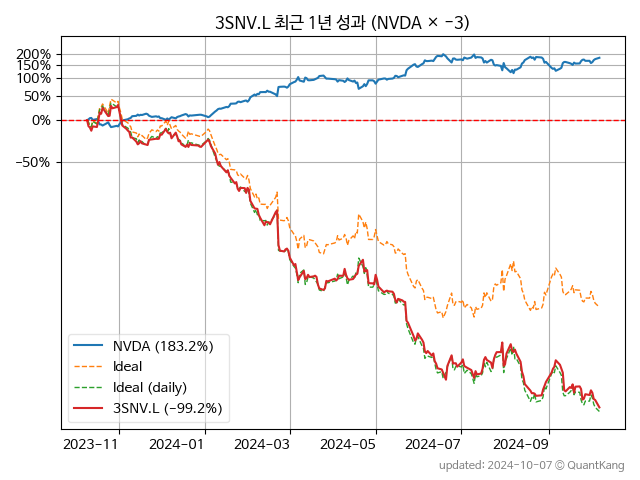 3SNV.L 최근 1년 성과 (NVDA × -3)
200%
150%
100%
50%
0%
-50%
NVDA (183.2%)
Ideal
Ideal (daily)
3SNV.L (-99.2%)
2023-11
2024-01
2024-03
2024-05
2024-07
2024-09
updated: 2024-10-07 © QuantKang